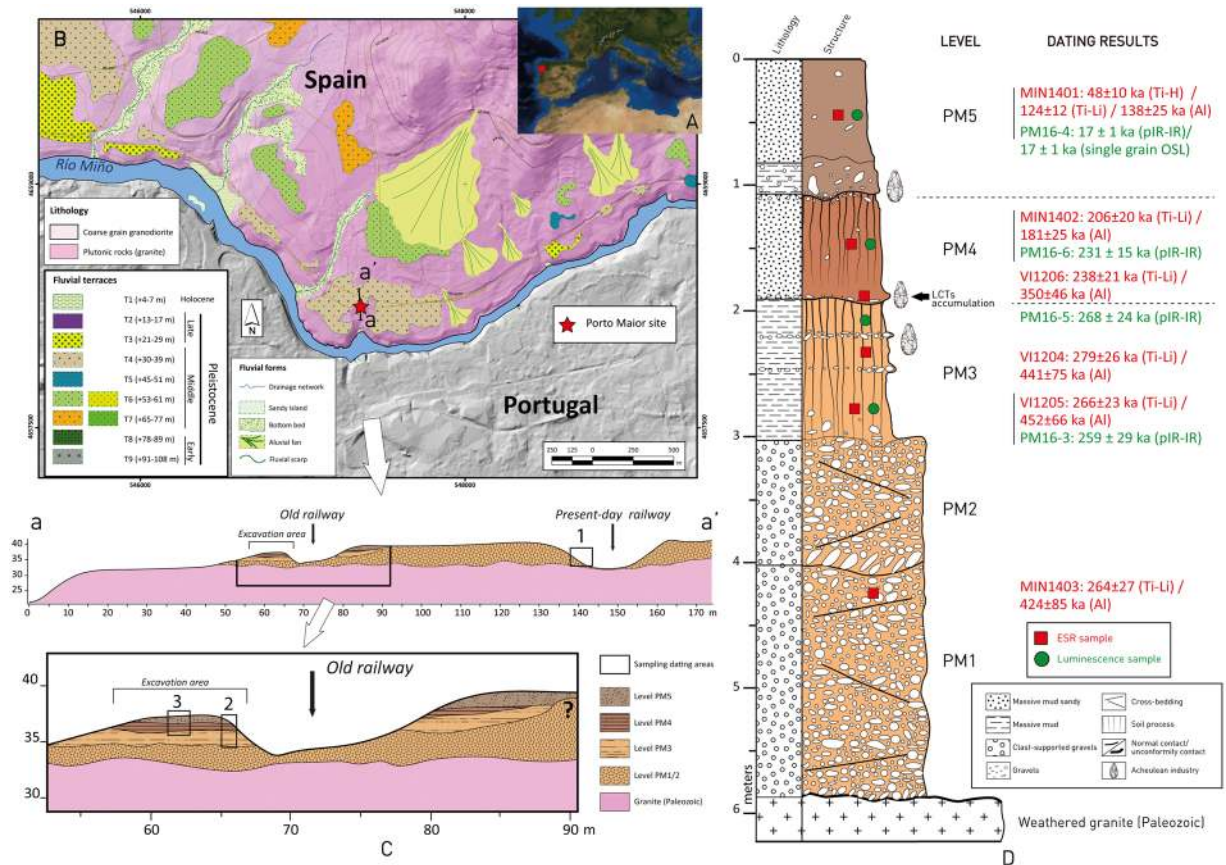 546000
548000
B
Spain
A
Río Miño
4659000
4659000
Lithology
Coarse grain granodiorite
Plutonic rocks (granite)
Fluvial terraces
T1 (+4-7 m)
Holocene
T2 (+13-17 m)
T3 (+21-29 m)
Late
T4 (+30-39 m)
T5 (+45-51 m)
T6 (+53-61 m)
Middle
T7 (+65-77 m)
T8 (+78-89 m)
T9 (+91-108 m)
Early
Pleistocene
N
a'
a
Porto Maior site
Fluvial forms
Drainage network
Sandy island
Bottom bed
Aluvial fan
Fluvial scarp
Portugal
4657500
4657500
250 125 0 250 500
m
546000
548000
a
Old railway
Present-day railway
a'
Excavation area
1
40
35
30
25
0 10 20 30 40 50 60 70 80 90 100 110 120 130 140 150 160 170 m
Old railway
40
Excavation area
3
2
?
35
30
60 70 80 90 m
C
Sampling dating areas
Level PM5
Level PM4
Level PM3
Level PM1/2
Granite (Paleozoic)
Lithology
Structure
LEVEL
DATING RESULTS
0
1
2
3
4
5
6
meters
PM5
MIN1401: 48±10 ka (Ti-H) /
124±12 (Ti-Li) / 138±25 ka (Al)
PM16-4: 17 ± 1 ka (pIR-IR)/
17 ± 1 ka (single grain OSL)
PM4
MIN1402: 206±20 ka (Ti-Li) /
181±25 ka (Al)
PM16-6: 231 ± 15 ka (pIR-IR)
VI1206: 238±21 ka (Ti-Li) /
350±46 ka (Al)
LCTs
accumulation
PM16-5: 268 ± 24 ka (pIR-IR)
PM3
VI1204: 279±26 ka (Ti-Li) /
441±75 ka (Al)
VI1205: 266±23 ka (Ti-Li) /
452±66 ka (Al)
PM16-3: 259 ± 29 ka (pIR-IR)
PM2
MIN1403: 264±27 (Ti-Li) /
424±85 ka (Al)
PM1
ESR sample
Luminescence sample
Massive mud sandy
Massive mud
Clast-supported gravels
Gravels
Cross-bedding
Soil process
Normal contact/
unconformity contact
Acheulean industry
Weathered granite (Paleozoic)
D